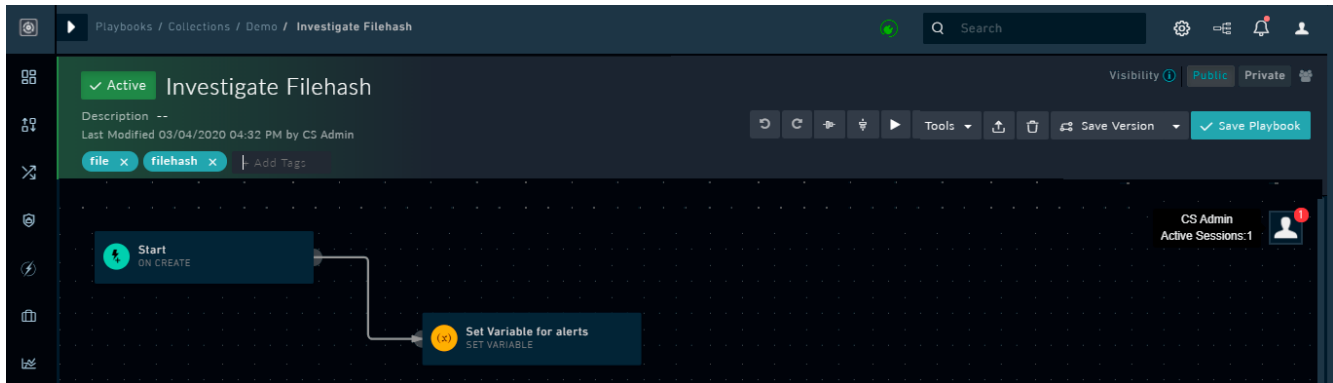 Playbooks / Collections / Demo / Investigate Filehash
Search
Active
Investigate Filehash
Visibility
Public
Private
Description --
Last Modified 03/04/2020 04:32 PM by CS Admin
Tools
Save Version
Save Playbook
file x
filehash x
+ Add Tags
CS Admin
Active Sessions:1
1
Start
ON CREATE
(x)
Set Variable for alerts
SET VARIABLE